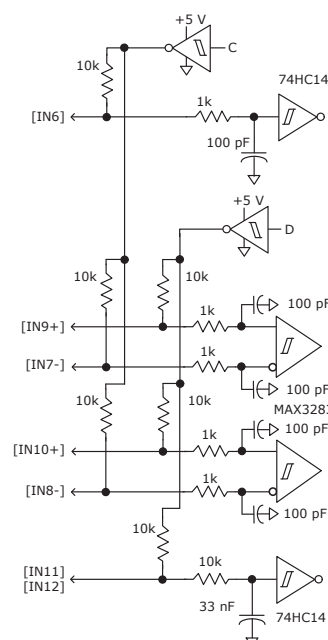 +5 V
C
10k
74HC14
1k
[IN6]
100 pF
+5 V
D
10k
10k
100 pF
1k
[IN9+]
1k
[IN7-]
100 pF
10k
10k
MAX3283
100 pF
1k
[IN10+]
1k
[IN8-]
100 pF
10k
10k
[IN11]
[IN12]
33 nF
74HC14